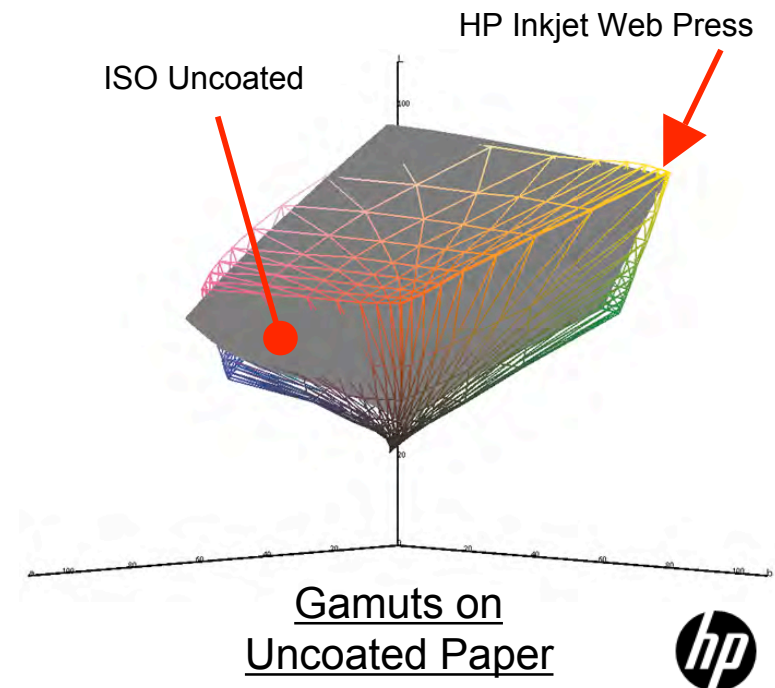 HP Inkjet Web Press
ISO Uncoated
L
100
20
0
a 100 80 60 40 20
20 40 60 80 100 b
Gamuts on
Uncoated Paper
hp